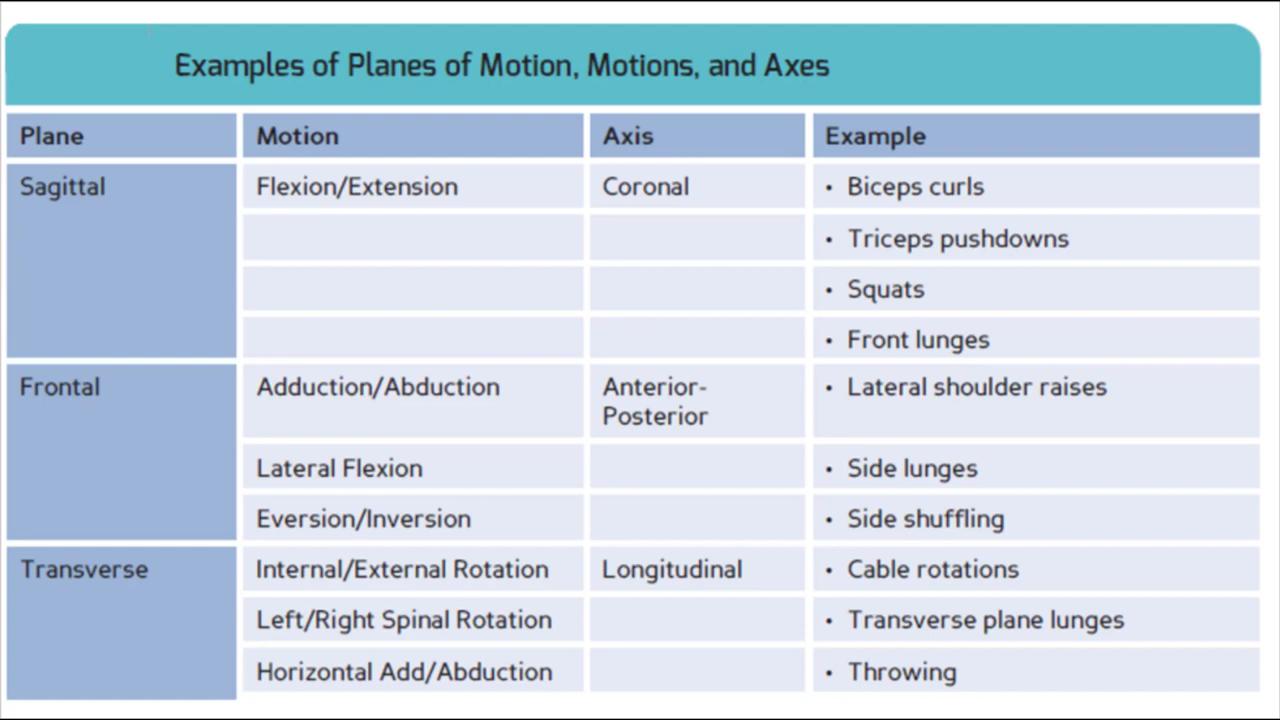 Examples of Planes of Motion, Motions, and Axes
Plane Motion Axis Example
Sagittal Flexion/Extension Coronal • Biceps curls
• Triceps pushdowns
• Squats
• Front lunges
Frontal Adduction/Abduction Anterior- • Lateral shoulder raises
Posterior
Lateral Flexion • Side lunges
Eversion/Inversion • Side shuffling
Transverse Internal/External Rotation Longitudinal • Cable rotations
Left/Right Spinal Rotation • Transverse plane lunges
Horizontal Add/Abduction • Throwing